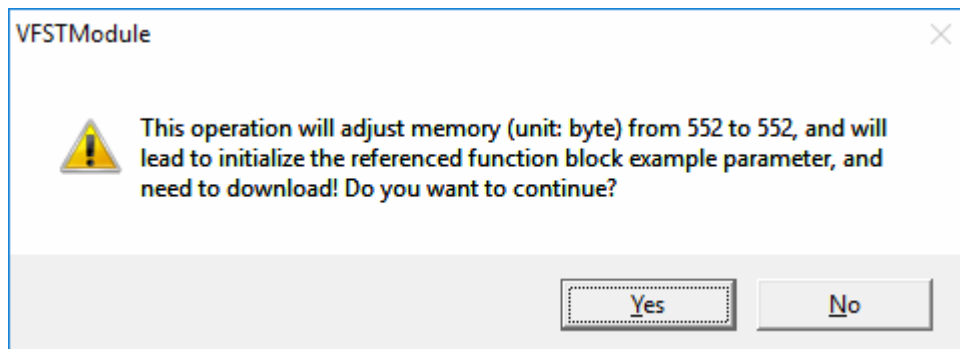 VFSTModule
This operation will adjust memory (unit: byte) from 552 to 552, and will
lead to initialize the referenced function block example parameter, and
need to download! Do you want to continue?
Yes
No